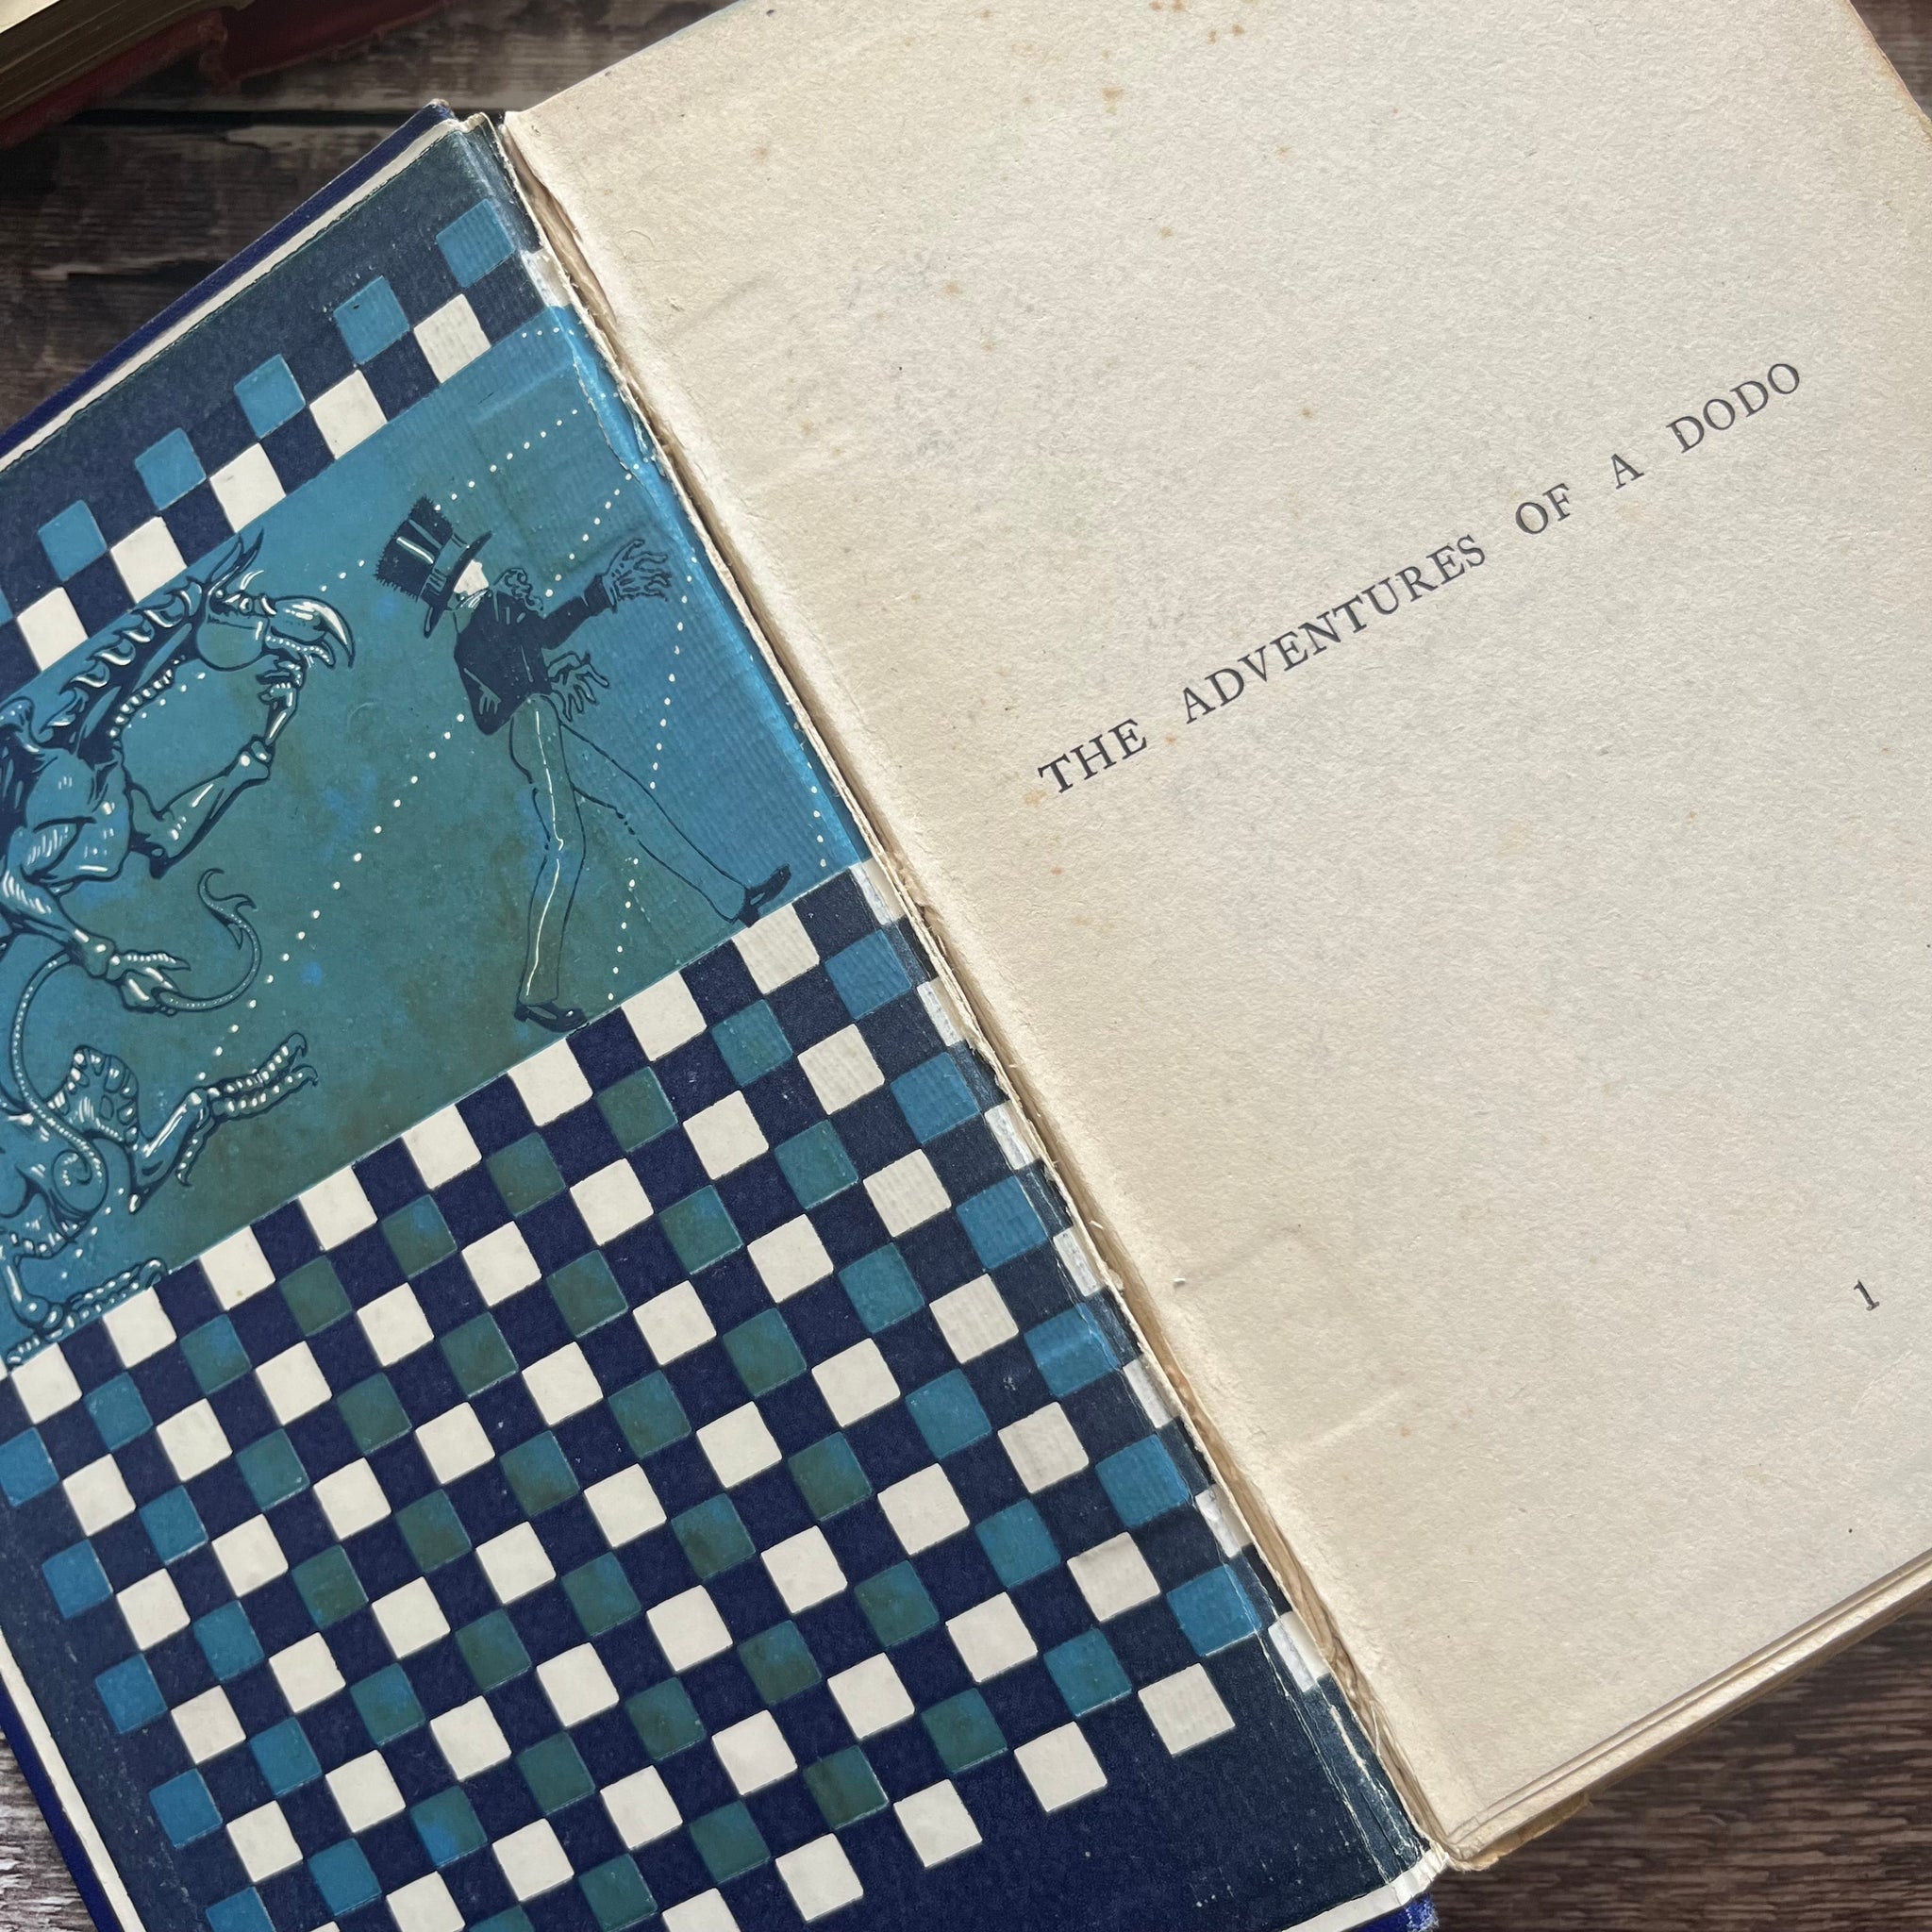 THE ADVENTURES OF A DODO
1